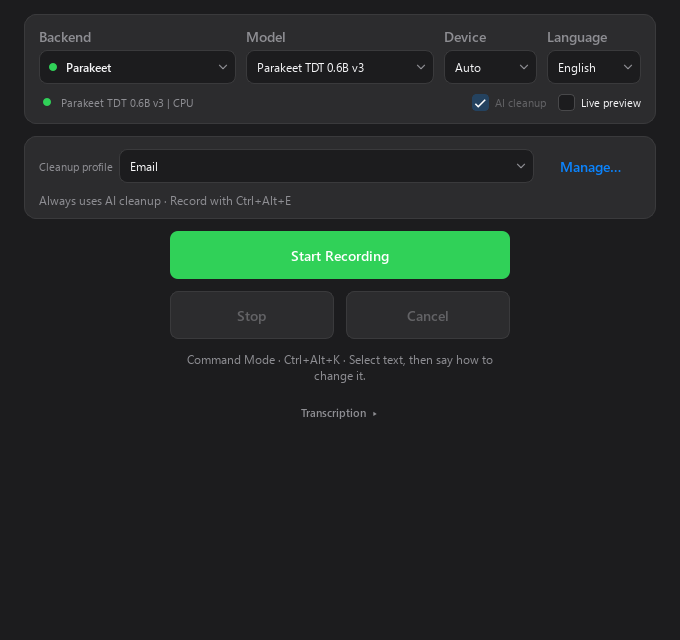 Backend Model Device Language
Parakeet Parakeet TDT 0.6B v3 Auto English
Parakeet TDT 0.6B v3 | CPU AI cleanup Live preview
Cleanup profile Email Manage...
Always uses AI cleanup · Record with Ctrl+Alt+E
Start Recording
Stop Cancel
Command Mode · Ctrl+Alt+K · Select text, then say how to
change it.
Transcription ▸